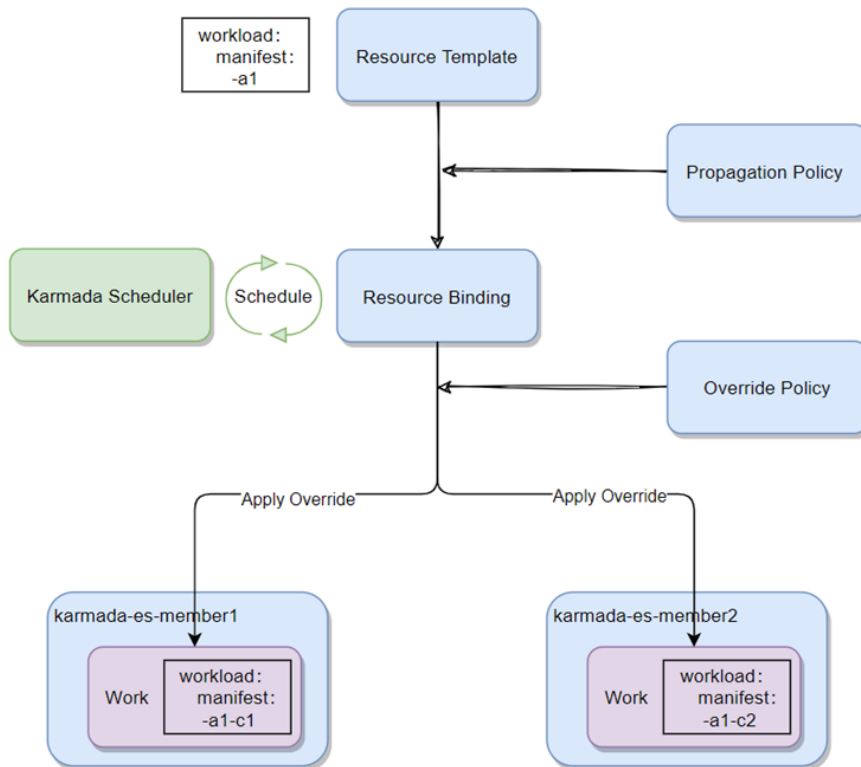 workload:
manifest:
-a1
Resource Template
Propagation Policy
Karmada Scheduler
Schedule
Resource Binding
Override Policy
Apply Override
Apply Override
karmada-es-member1
Work
workload:
manifest:
-a1-c1
karmada-es-member2
Work
workload:
manifest:
-a1-c2